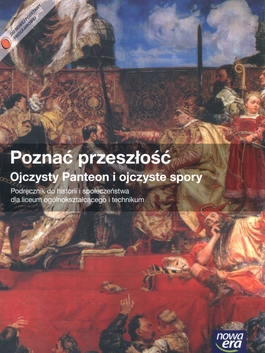 Poznać przeszłość
Ojczysty Panteon i ojczyste spory
Podręcznik do historii i społeczeństwa
dla liceum ogólnokształcącego i technikum
nowa
era